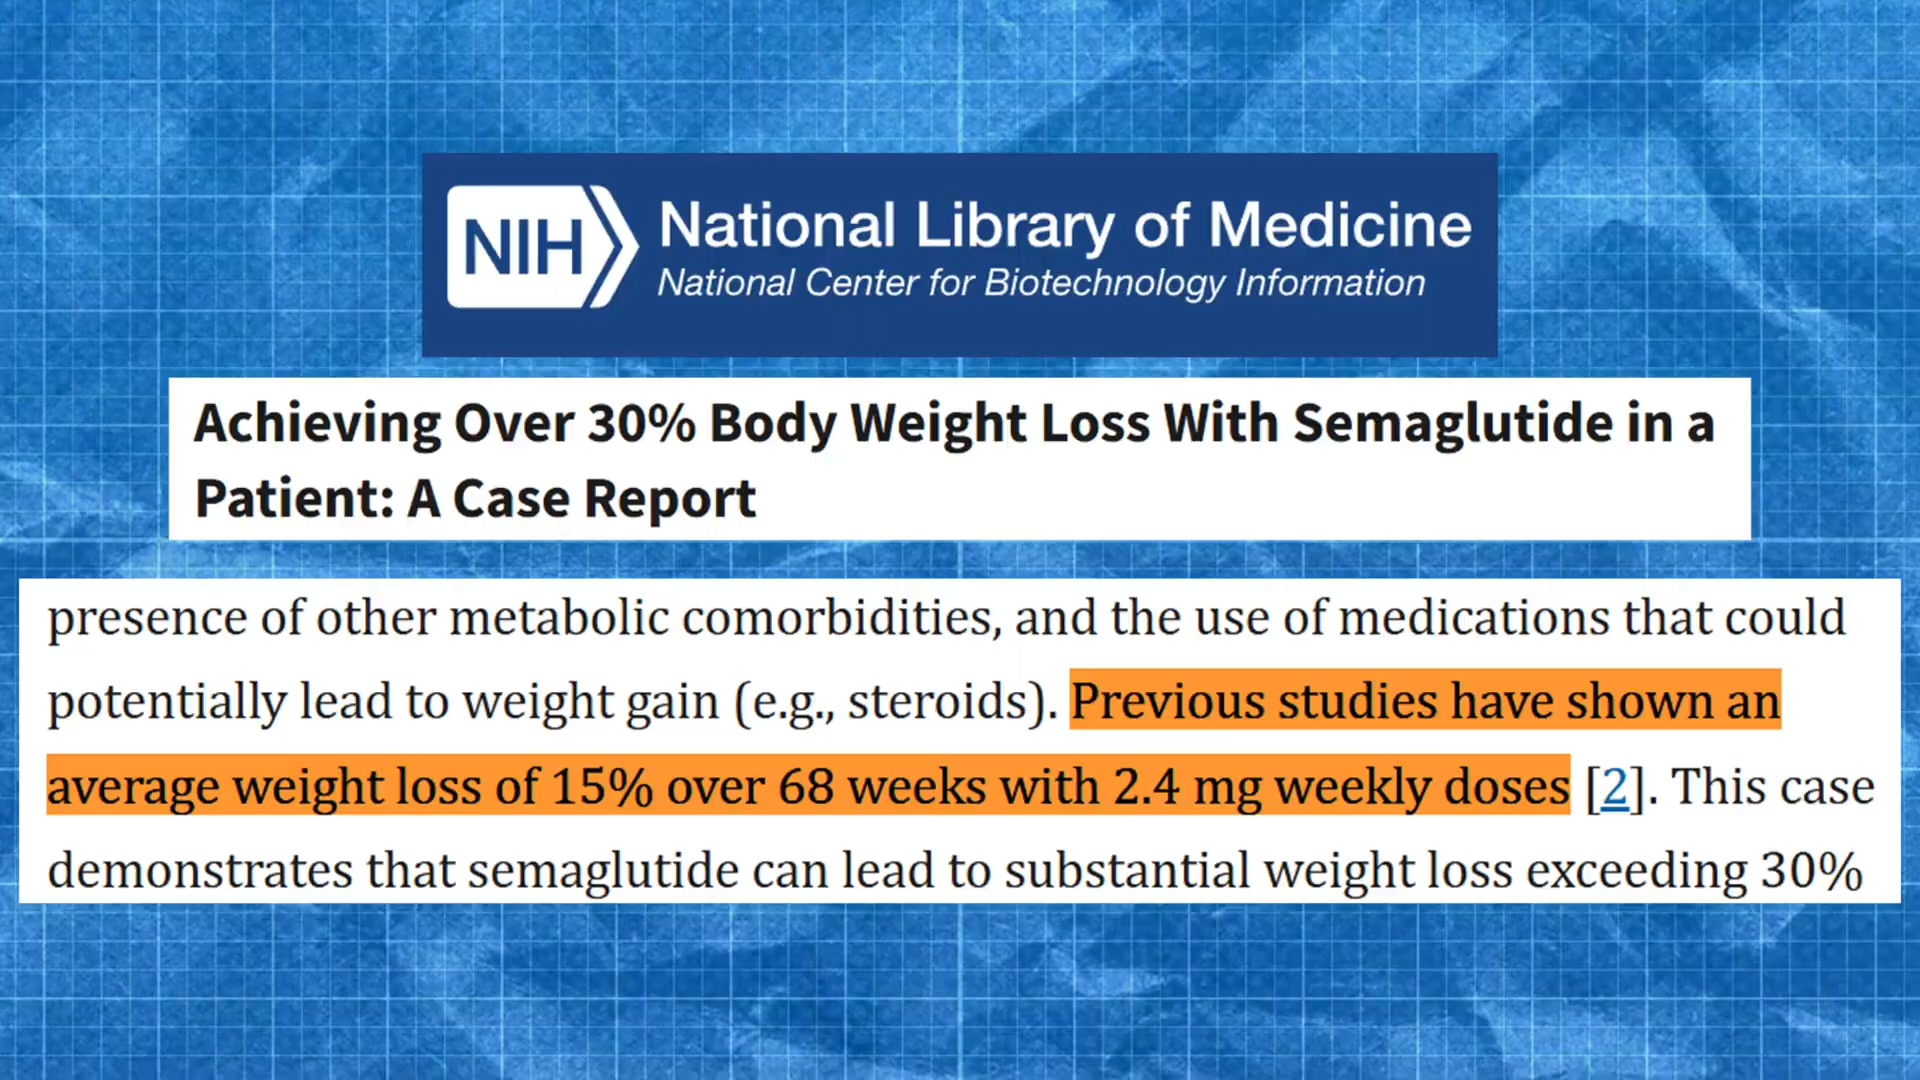 NIH
National Library of Medicine
National Center for Biotechnology Information
Achieving Over 30% Body Weight Loss With Semaglutide in a
Patient: A Case Report
presence of other metabolic comorbidities, and the use of medications that could
potentially lead to weight gain (e.g., steroids). Previous studies have shown an
average weight loss of 15% over 68 weeks with 2.4 mg weekly doses [2]. This case
demonstrates that semaglutide can lead to substantial weight loss exceeding 30%